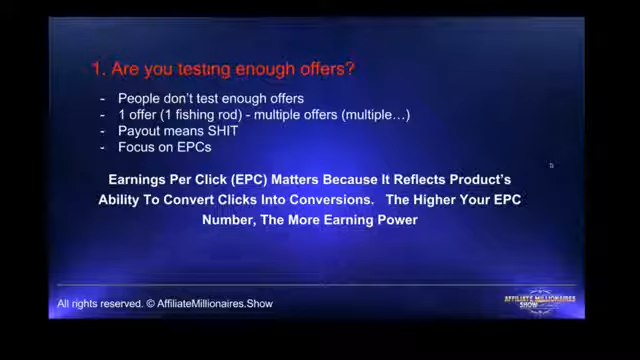 1. Are you testing enough offers?
- People don't test enough offers
- 1 offer (1 fishing rod) - multiple offers (multiple…)
- Payout means SHIT
- Focus on EPCs
Earnings Per Click (EPC) Matters Because It Reflects Product's
Ability To Convert Clicks Into Conversions. The Higher Your EPC
Number, The More Earning Power
All rights reserved. © AffiliateMillionaires.Show
AFFILIATE MILLIONAIRES
SHOW